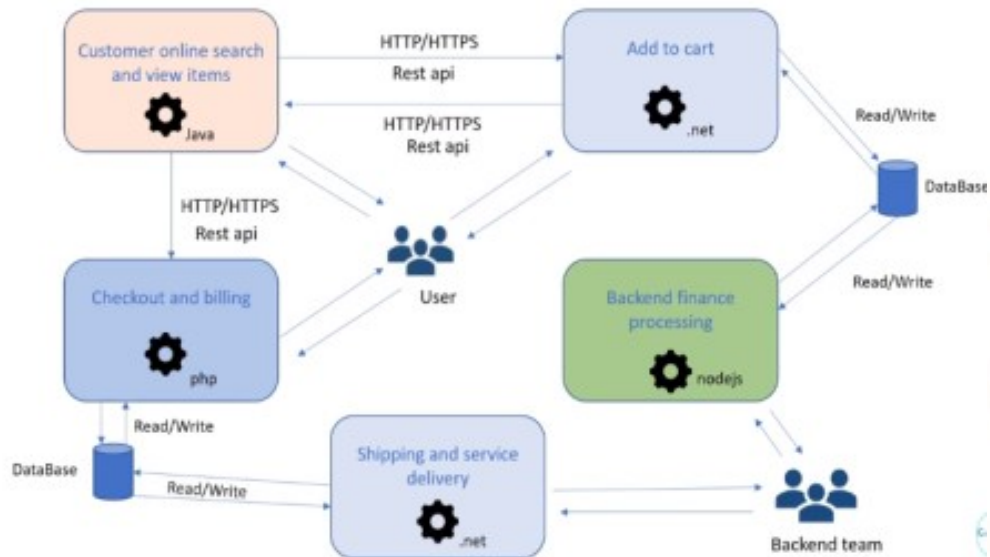 Customer online search
and view items
Java
HTTP/HTTPS
Rest api
HTTP/HTTPS
Rest api
Add to cart
.net
Read/Write
DataBase
HTTP/HTTPS
Rest api
User
Checkout and billing
php
Backend finance
processing
nodejs
Read/Write
Read/Write
DataBase
Read/Write
Shipping and service
delivery
.net
Backend team